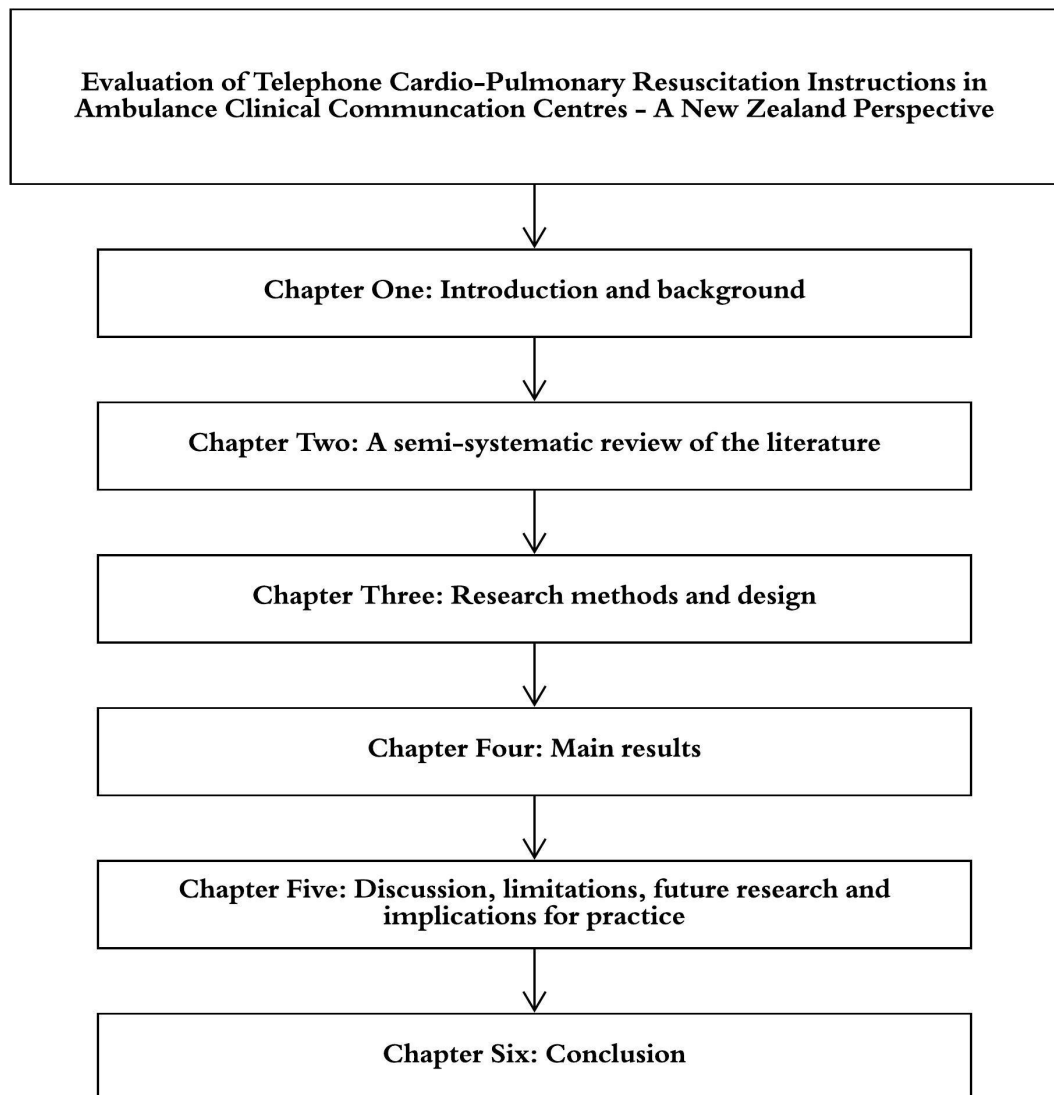 Evaluation of Telephone Cardio-Pulmonary Resuscitation Instructions in
Ambulance Clinical Communcation Centres - A New Zealand Perspective
Chapter One: Introduction and background
Chapter Two: A semi-systematic review of the literature
Chapter Three: Research methods and design
Chapter Four: Main results
Chapter Five: Discussion, limitations, future research and
implications for practice
Chapter Six: Conclusion